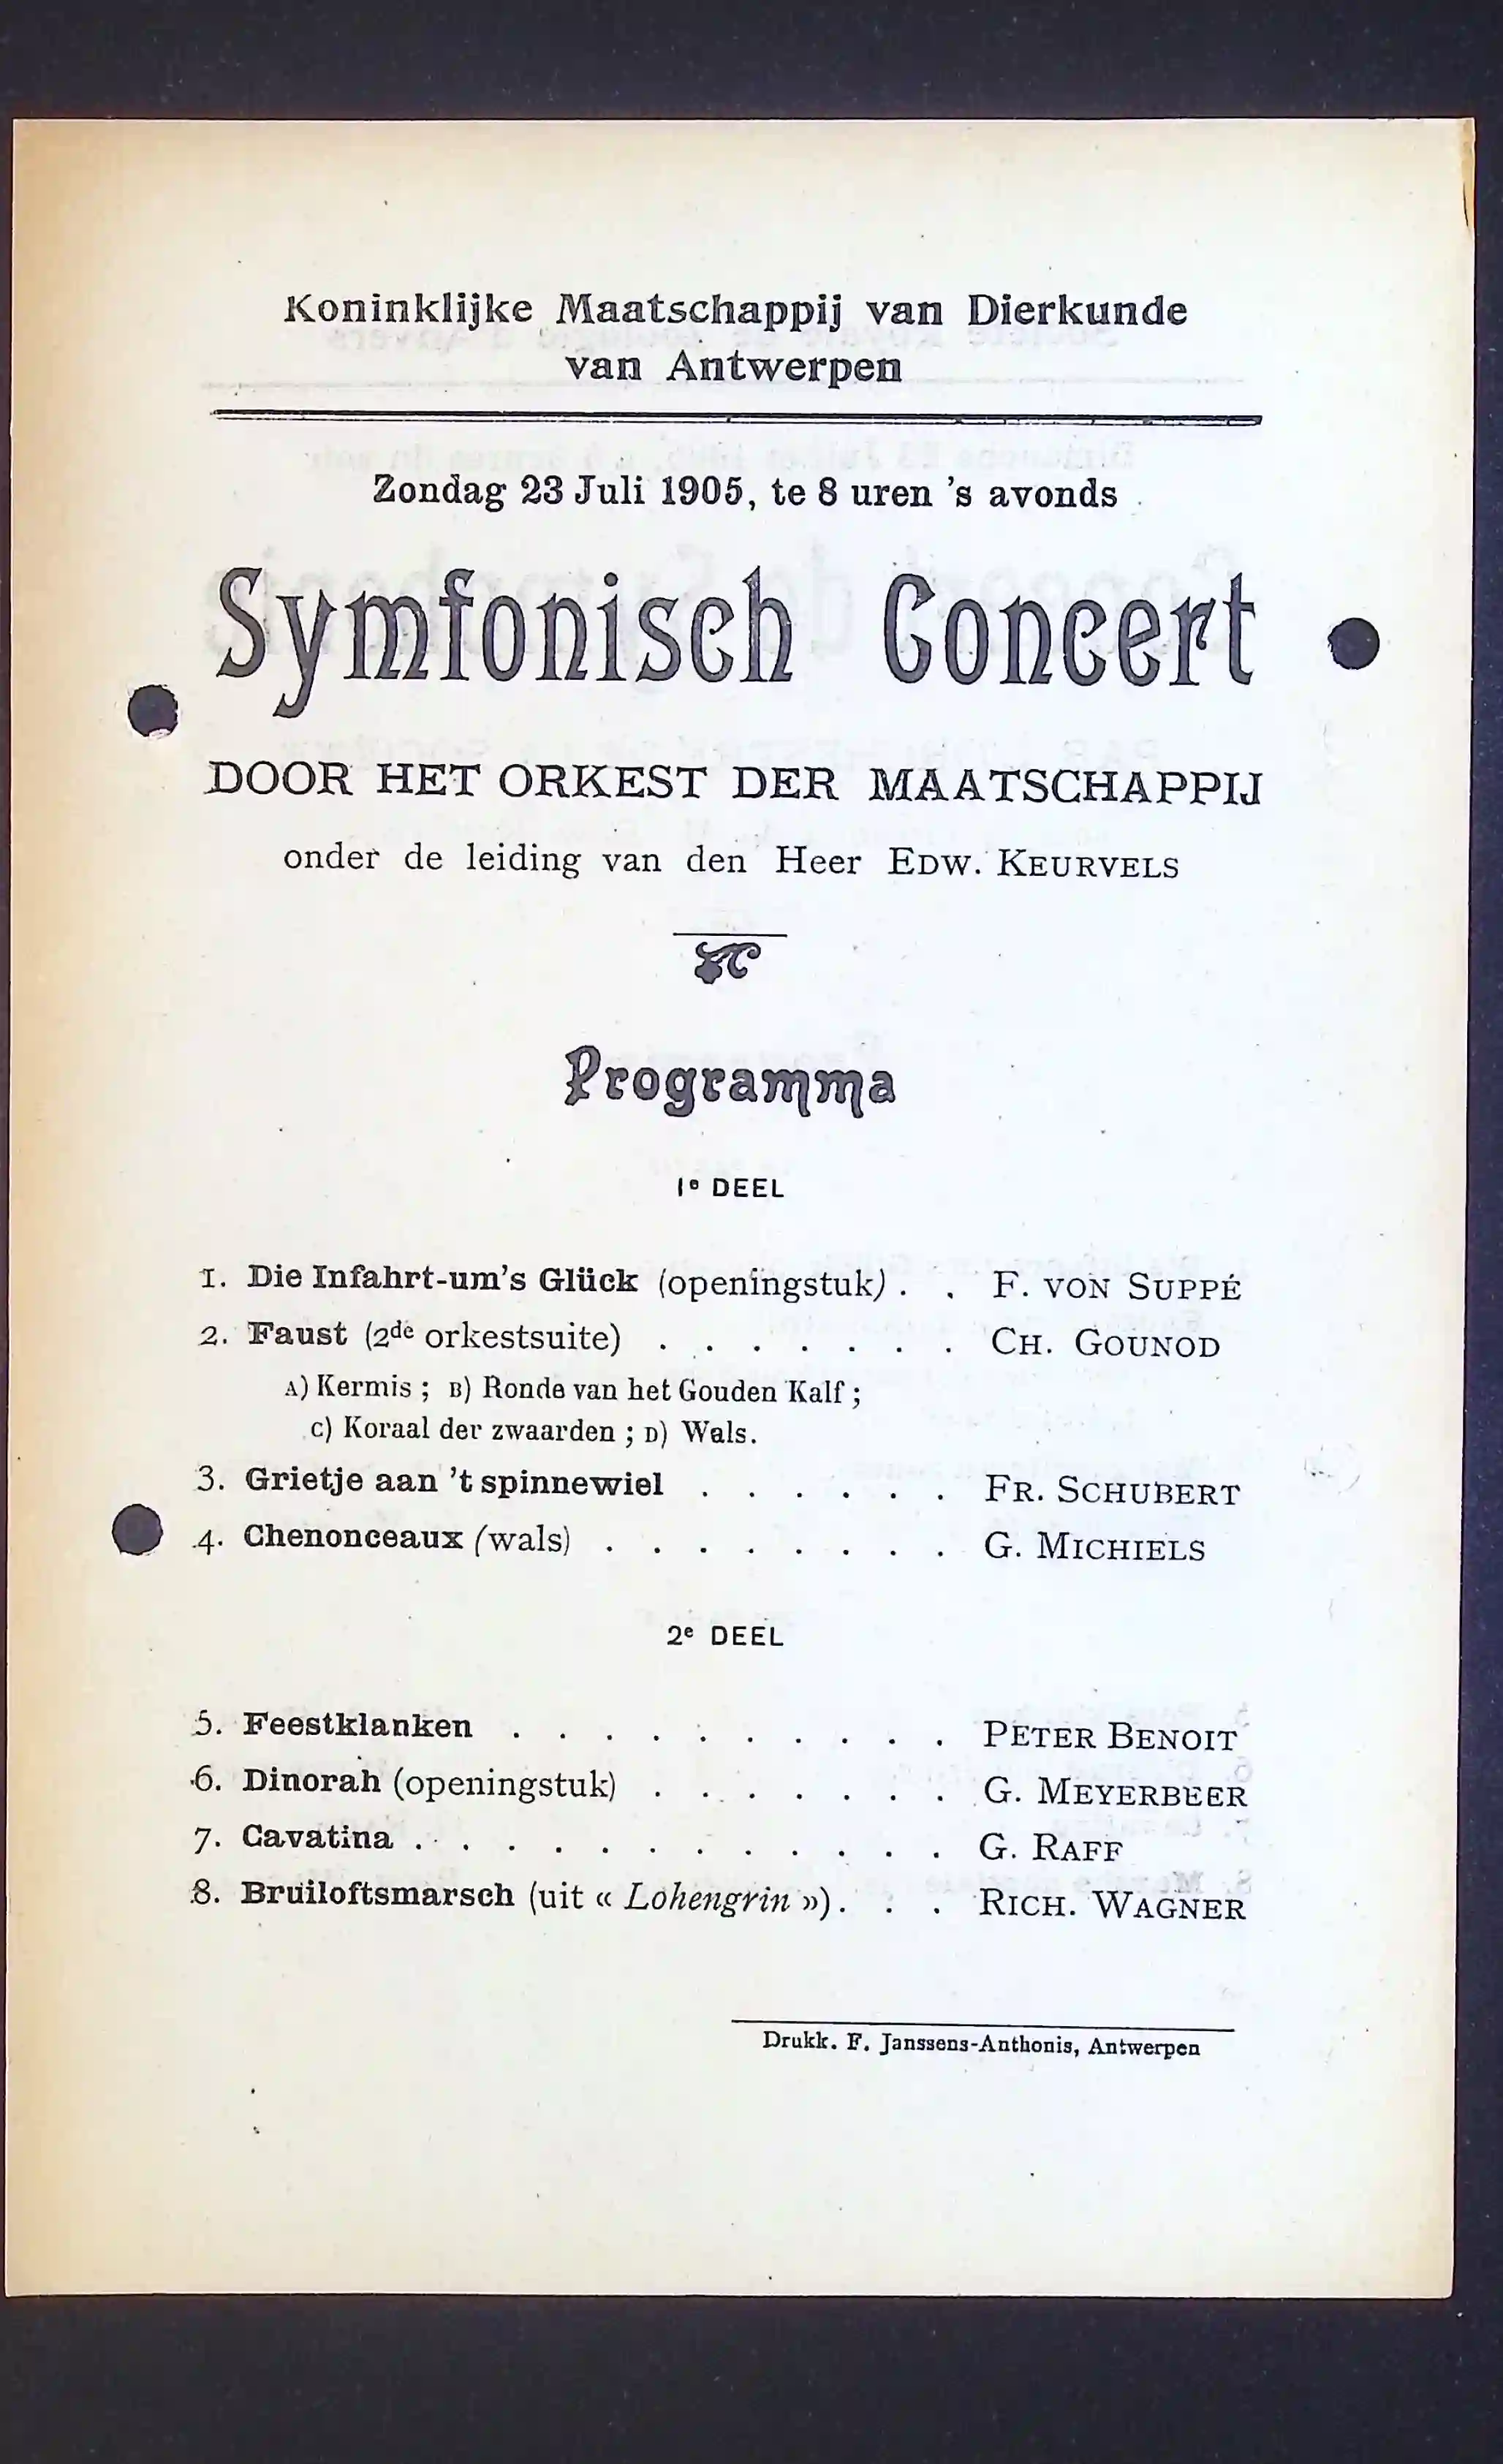 Koninklijke Maatschappij van Dierkunde
van Antwerpen
Zondag 23 Juli 1905, te 8 uren 's avonds
Symfonisch Concert
DOOR HET ORKEST DER MAATSCHAPPIJ
onder de leiding van den Heer EDW. KEURVELS
Programma
1e DEEL
1. Die Infahrt-um's Glück (openingstuk) . . F. VON SUPPÉ
2. Faust (2de orkestsuite) . . . . . . . CH. GOUNOD
A) Kermis ; B) Ronde van het Gouden Kalf ;
C) Koraal der zwaarden ; D) Wals.
3. Grietje aan 't spinnewiel . . . . . . FR. SCHUBERT
4. Chenonceaux (wals) . . . . . . . . G. MICHIELS
2e DEEL
5. Feestklanken . . . . . . . . . . PETER BENOIT
6. Dinorah (openingstuk) . . . . . . . G. MEYERBEER
7. Cavatina . . . . . . . . . . . . G. RAFF
8. Bruiloftsmarsch (uit « Lohengrin ») . . . RICH. WAGNER
Drukk. F. Janssens-Anthonis, Antwerpen